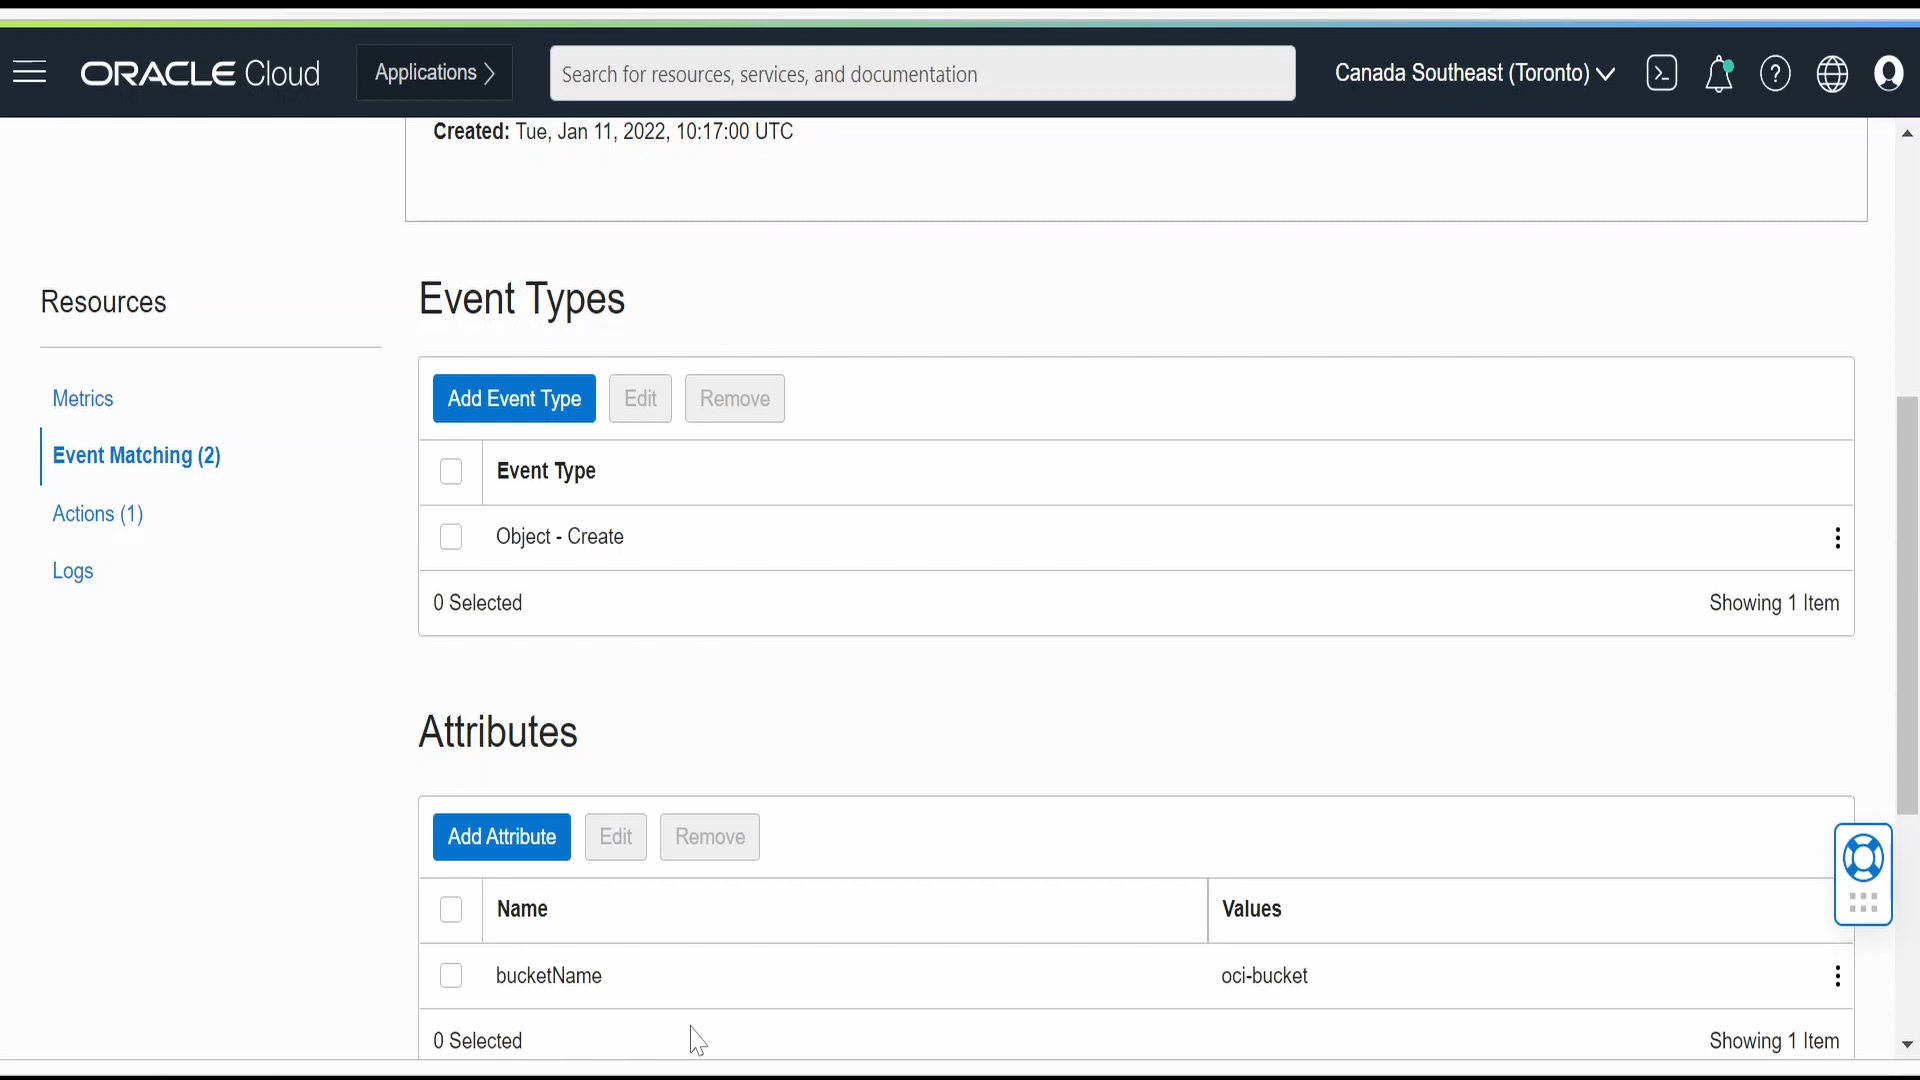 ORACLE Cloud
Applications
Search for resources, services, and documentation
Canada Southeast (Toronto)
Created: Tue, Jan 11, 2022, 10:17:00 UTC
Resources
Metrics
Event Matching (2)
Actions (1)
Logs
Event Types
Add Event Type Edit Remove
Event Type
Object - Create
0 Selected Showing 1 Item
Attributes
Add Attribute Edit Remove
Name Values
bucketName oci-bucket
0 Selected Showing 1 Item